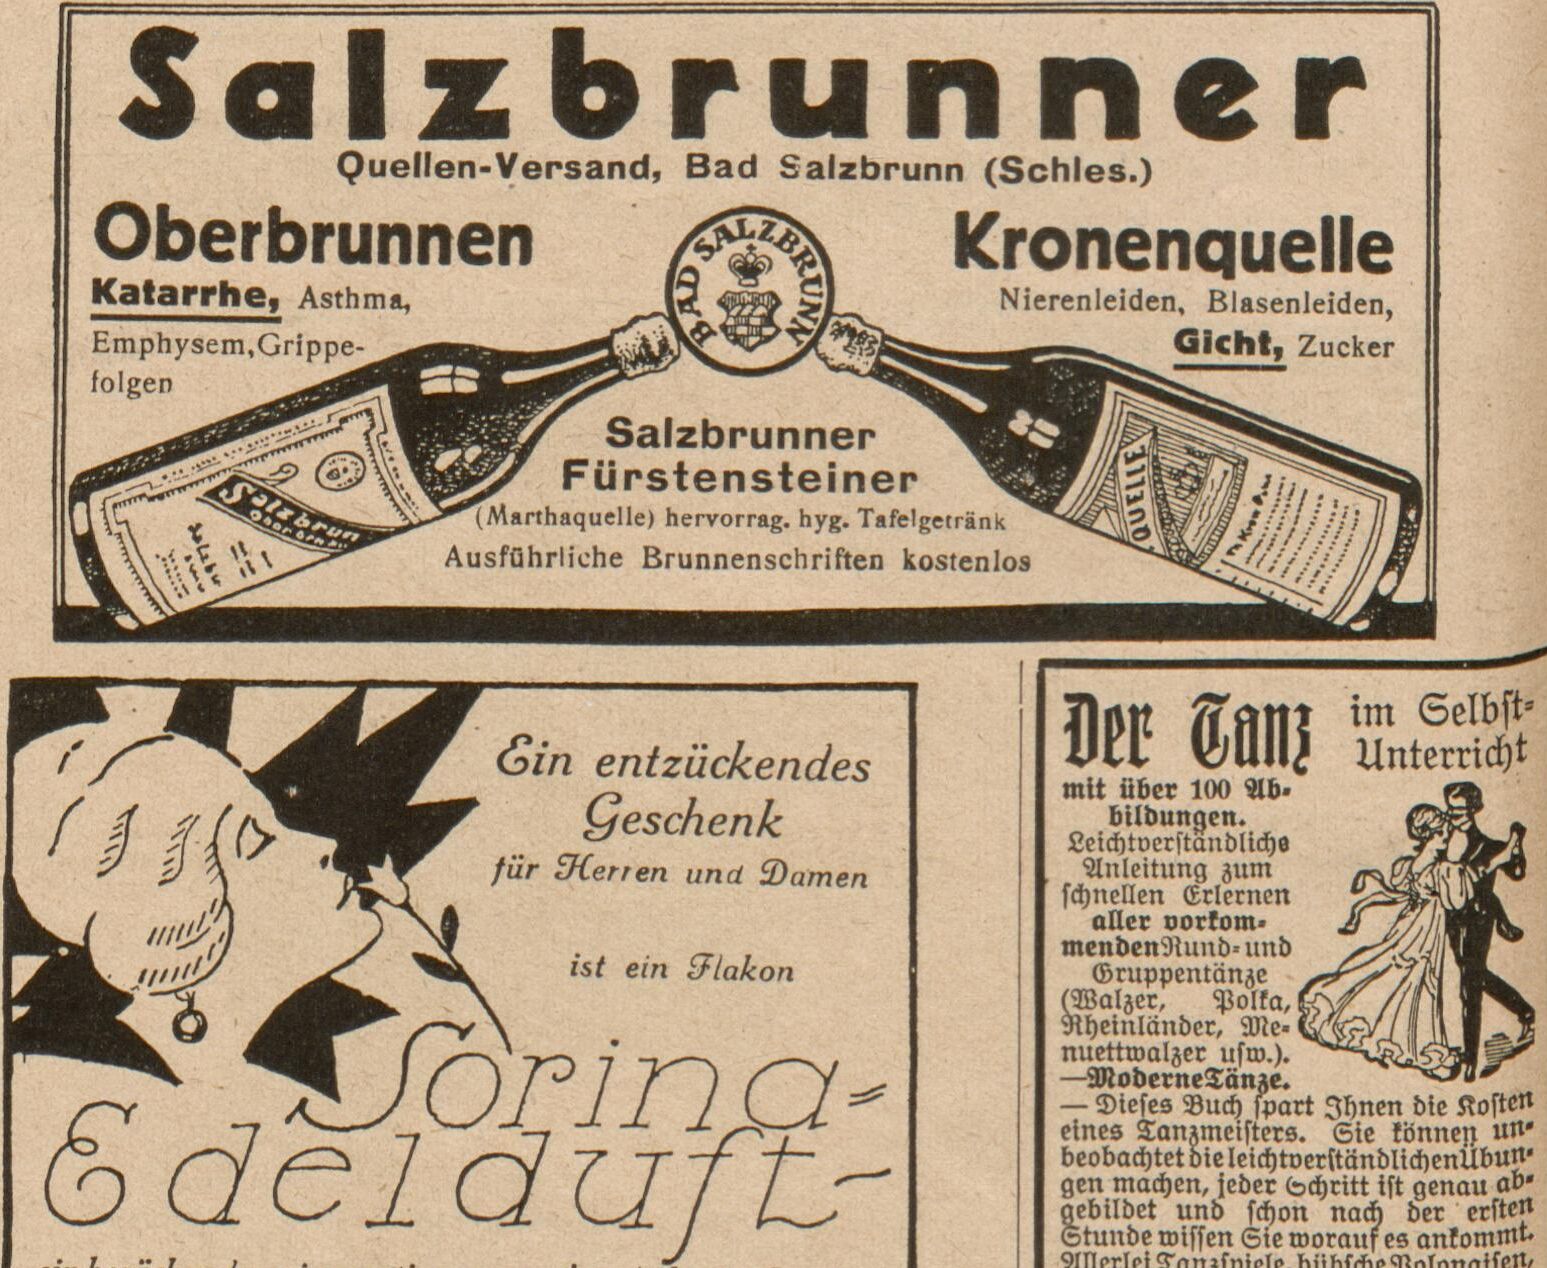 Salzbrunner
Quellen-Versand, Bad Salzbrunn (Schles.)
Oberbrunnen
Katarrhe, Asthma,
Emphysem, Grippe-
folgen
BAD SALZBRUNN
Kronenquelle
Nierenleiden, Blasenleiden,
Gicht, Zucker
Salzbrunner
Fürstensteiner
(Marthaquelle) hervorrag. hyg. Tafelgetränk
Ausführliche Brunnenschriften kostenlos
Salzbrun
QUELLE
Ein entzückendes
Geschenk
für Herren und Damen
ist ein Flakon
Sorina-
Edelduft
Der Tanz im Selbst-
Unterricht
mit über 100 Ab-
bildungen.
Leichtverständliche
Anleitung zum
schnellen Erlernen
aller vorkom-
menden Rund- und
Gruppentänze
(Walzer, Polka,
Rheinländer, Me-
nuettwalzer usw.).
—Moderne Tänze.
— Dieses Buch spart Ihnen die Kosten
eines Tanzmeisters. Sie können un-
beobachtet die leichtverständlichen Übun-
gen machen, jeder Schritt ist genau ab-
gebildet und schon nach der ersten
Stunde wissen Sie worauf es ankommt.
Allerlei Tanzspiele, hübsche Polonaisen,